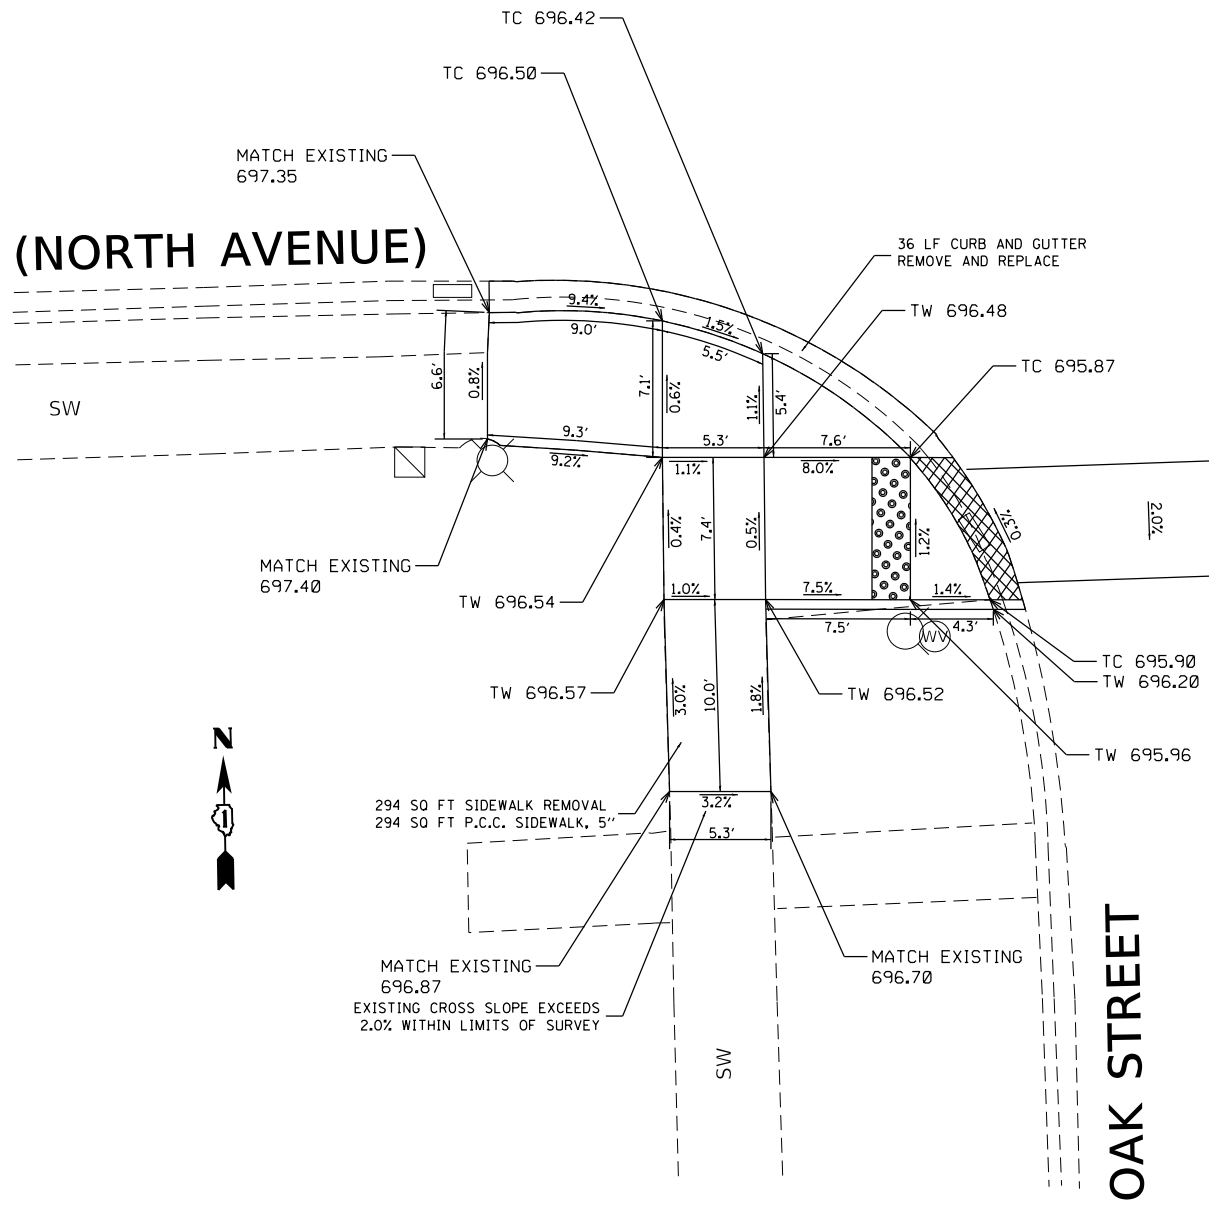 TC 696.42
TC 696.50
MATCH EXISTING
697.35
(NORTH AVENUE)
36 LF CURB AND GUTTER
REMOVE AND REPLACE
9.4%
TW 696.48
9.0'
1.5%
5.5'
TC 695.87
6.6'
0.8%
7.1'
0.6%
1.1%
5.4'
SW
9.3'
5.3'
7.6'
9.2%
1.1%
8.0%
0.4%
7.4'
0.5%
1.2%
0.3%
2.0%
MATCH EXISTING
697.40
TW 696.54
1.0%
7.5%
1.4%
7.5'
4.3'
WV
TC 695.90
TW 696.20
TW 696.57
3.0%
10.0'
1.8%
TW 696.52
TW 695.96
N
1
294 SQ FT SIDEWALK REMOVAL
294 SQ FT P.C.C. SIDEWALK, 5"
3.2%
5.3'
MATCH EXISTING
696.87
MATCH EXISTING
696.70
EXISTING CROSS SLOPE EXCEEDS
2.0% WITHIN LIMITS OF SURVEY
SW
OAK STREET